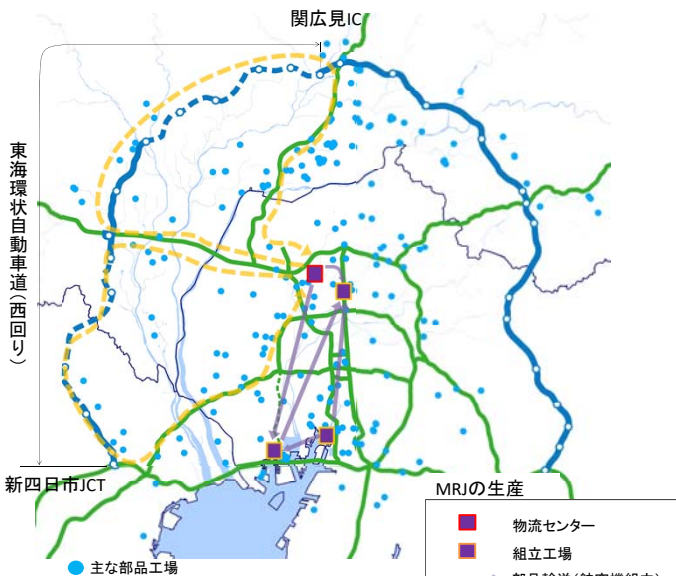 関広見IC
東海環状自動車道(西回り)
新四日市JCT
主な部品工場
MRJの生産
物流センター
組立工場